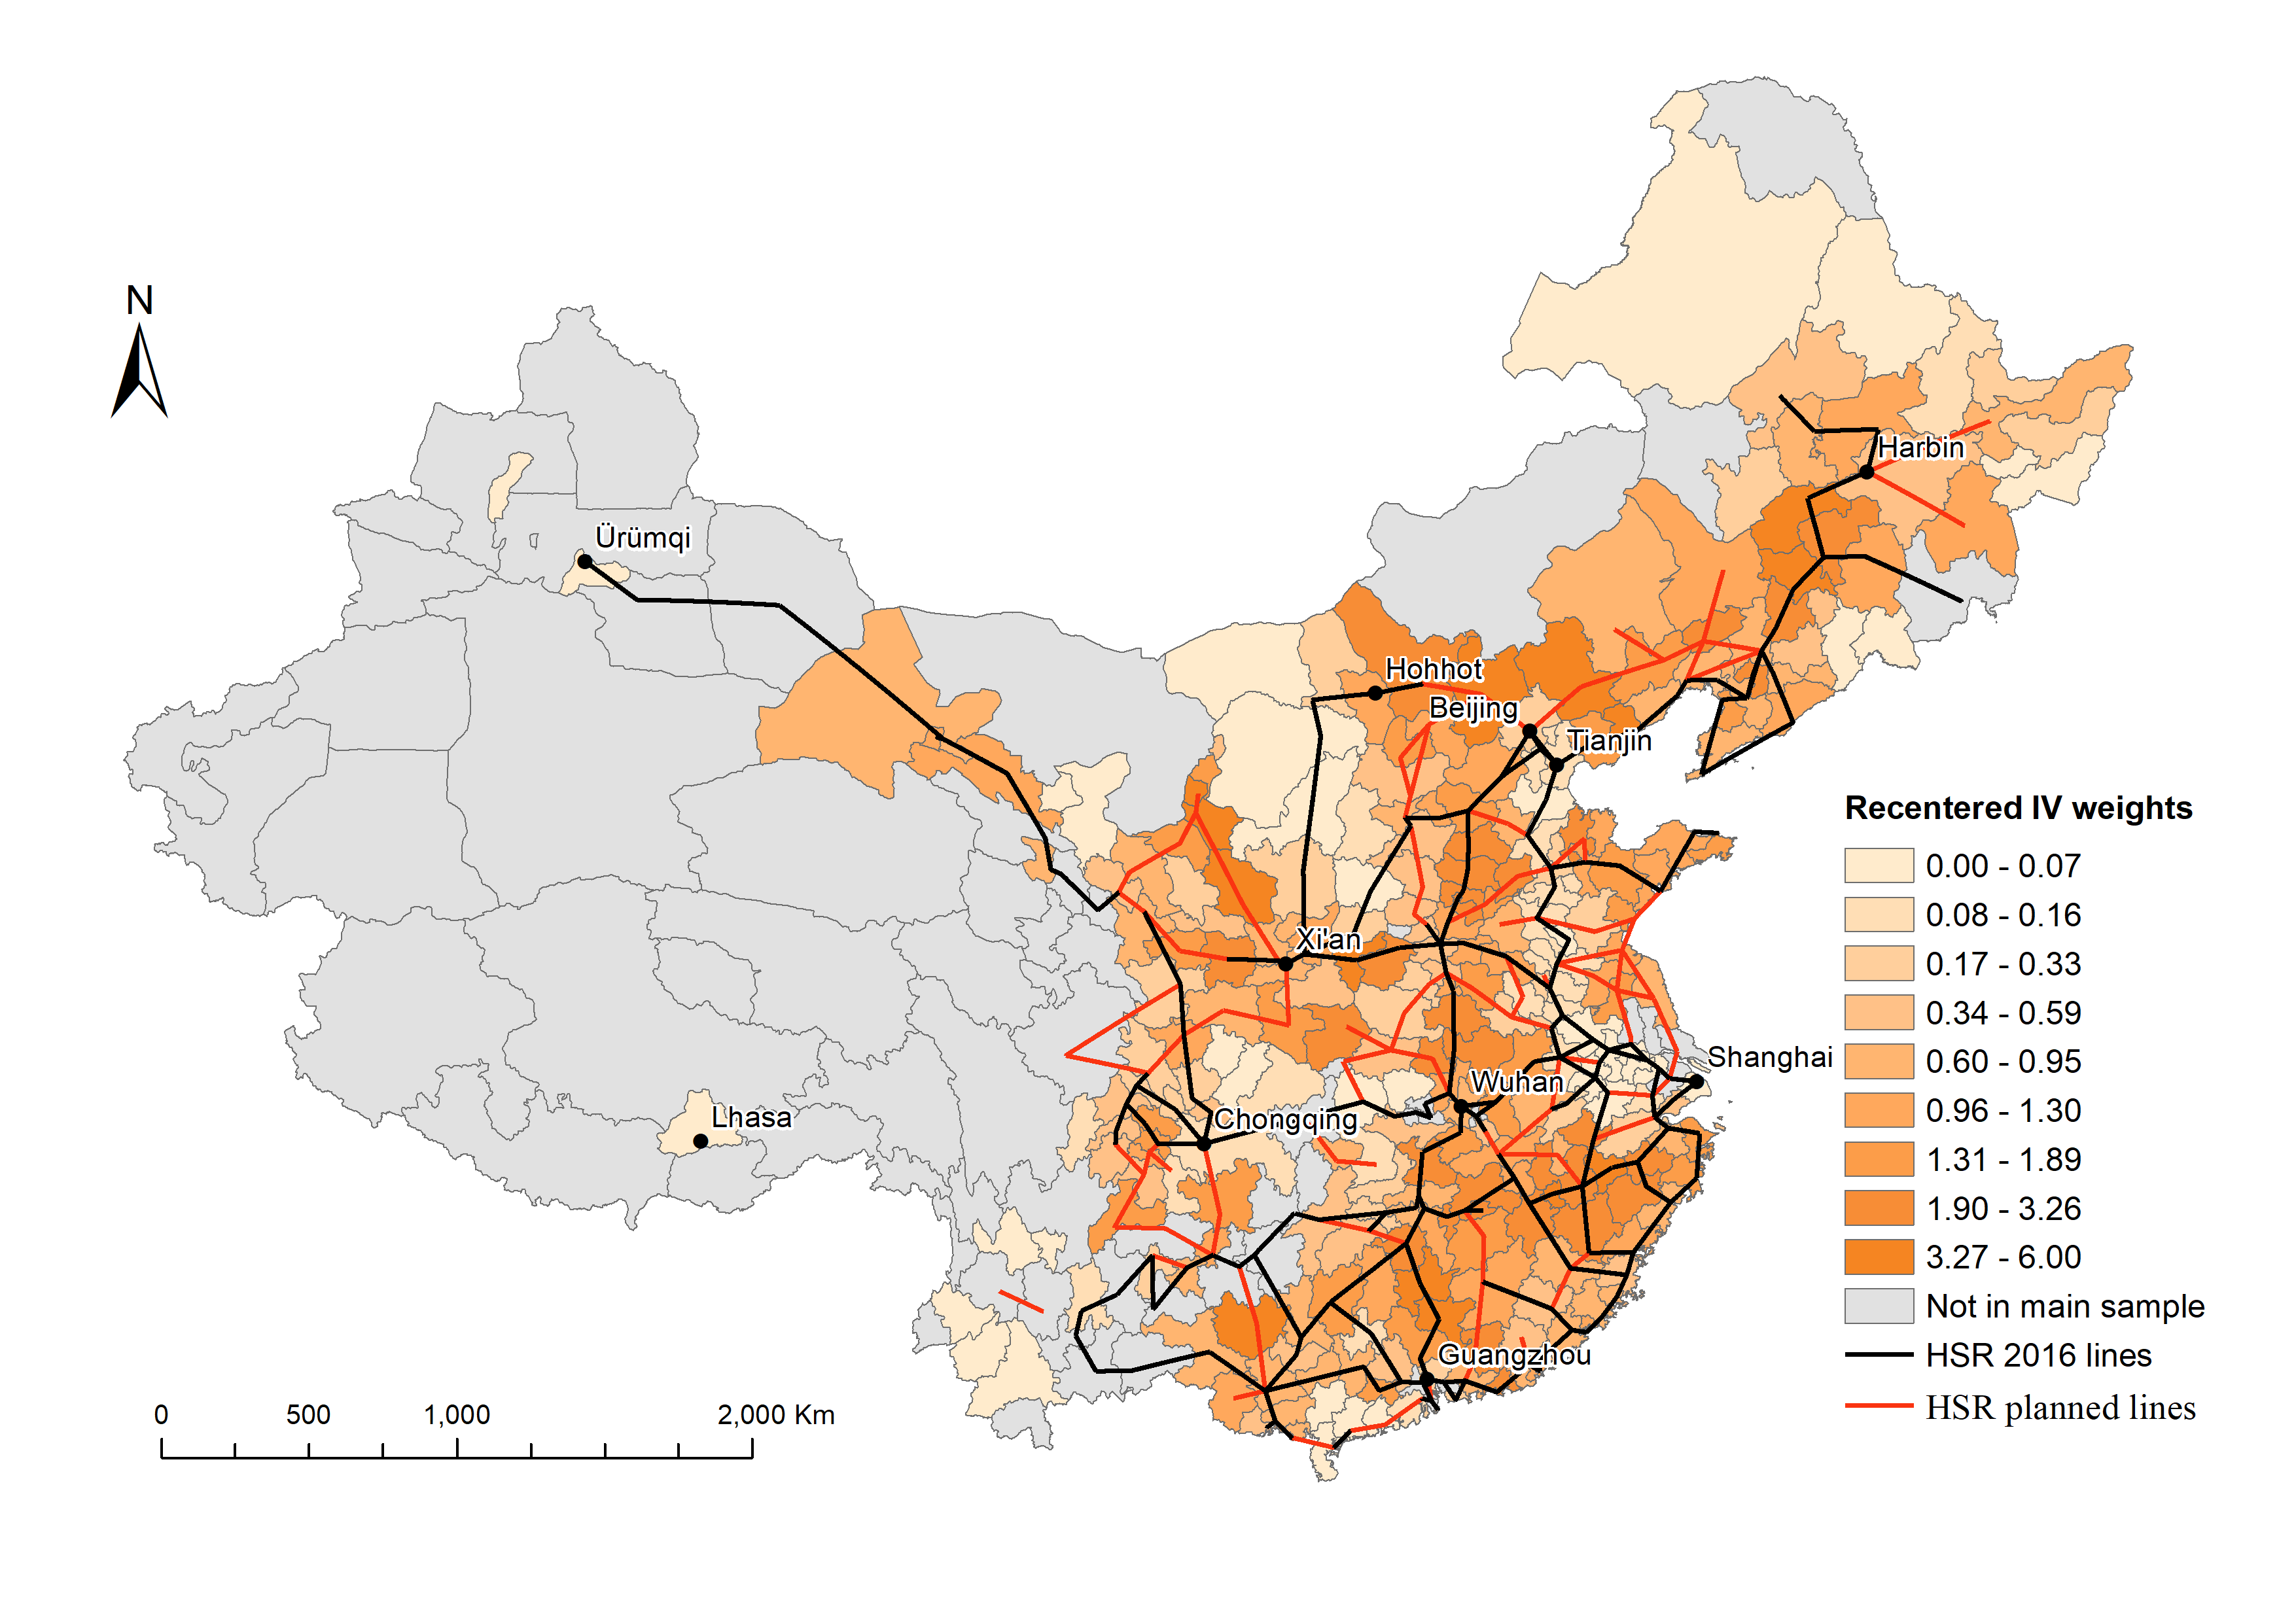 N
Harbin
Ürümqi
Hohhot
Beijing
Tianjin
Xi'an
Shanghai
Wuhan
Chongqing
Lhasa
Guangzhou
Recentered IV weights
0.00 - 0.07
0.08 - 0.16
0.17 - 0.33
0.34 - 0.59
0.60 - 0.95
0.96 - 1.30
1.31 - 1.89
1.90 - 3.26
3.27 - 6.00
Not in main sample
HSR 2016 lines
HSR planned lines
0 500 1,000 2,000 Km